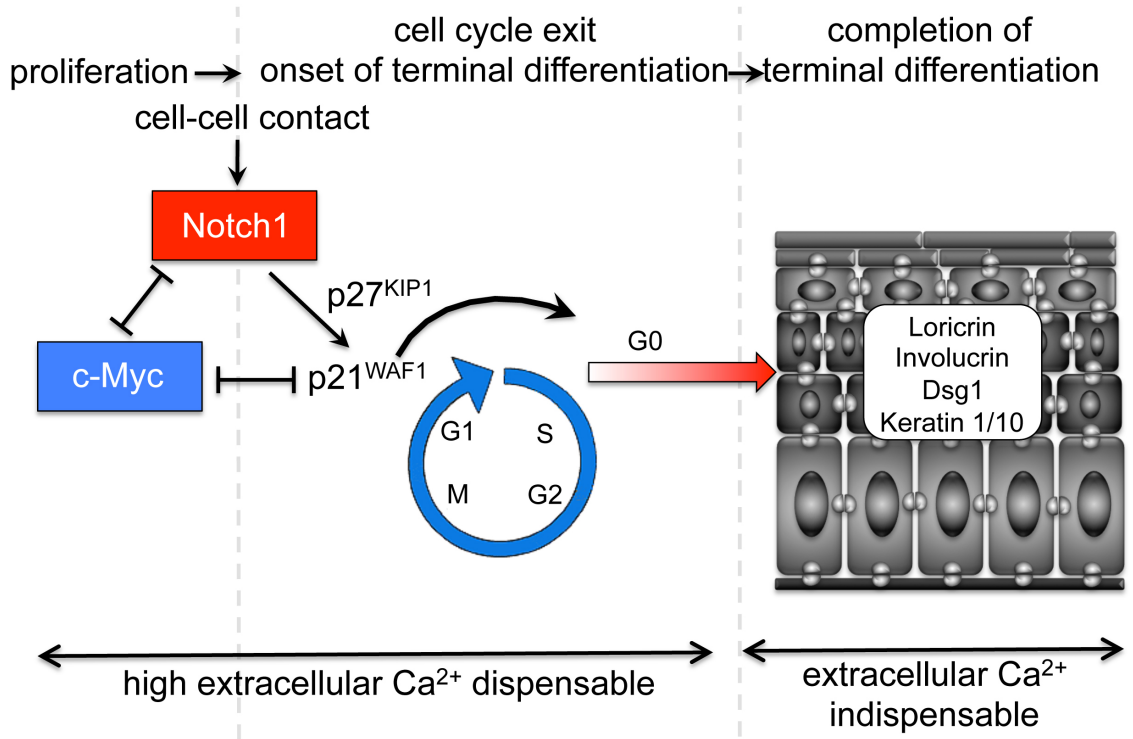 proliferation
cell cycle exit
onset of terminal differentiation
completion of
terminal differentiation
cell-cell contact
Notch1
p27KIP1
c-Myc
p21WAF1
G1
S
M
G2
G0
Loricrin
Involucrin
Dsg1
Keratin 1/10
high extracellular Ca2+ dispensable
extracellular Ca2+
indispensable